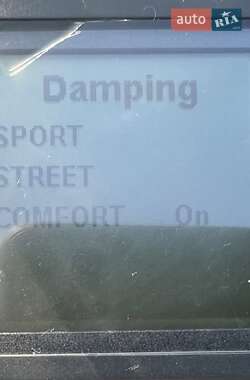 auto RIA
Damping
SPORT
STREET
COMFORT On